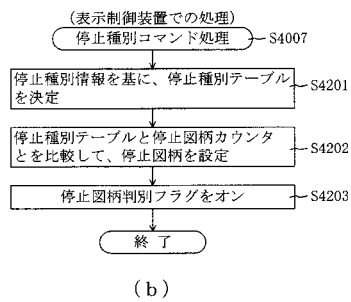 （表示制御装置での処理）
停止種別コマンド処理 S4007
停止種別情報を基に、停止種別テーブル
を決定 S4201
停止種別テーブルと停止図柄カウンタ
とを比較して、停止図柄を設定 S4202
停止図柄判別フラグをオン S4203
終了
（b）